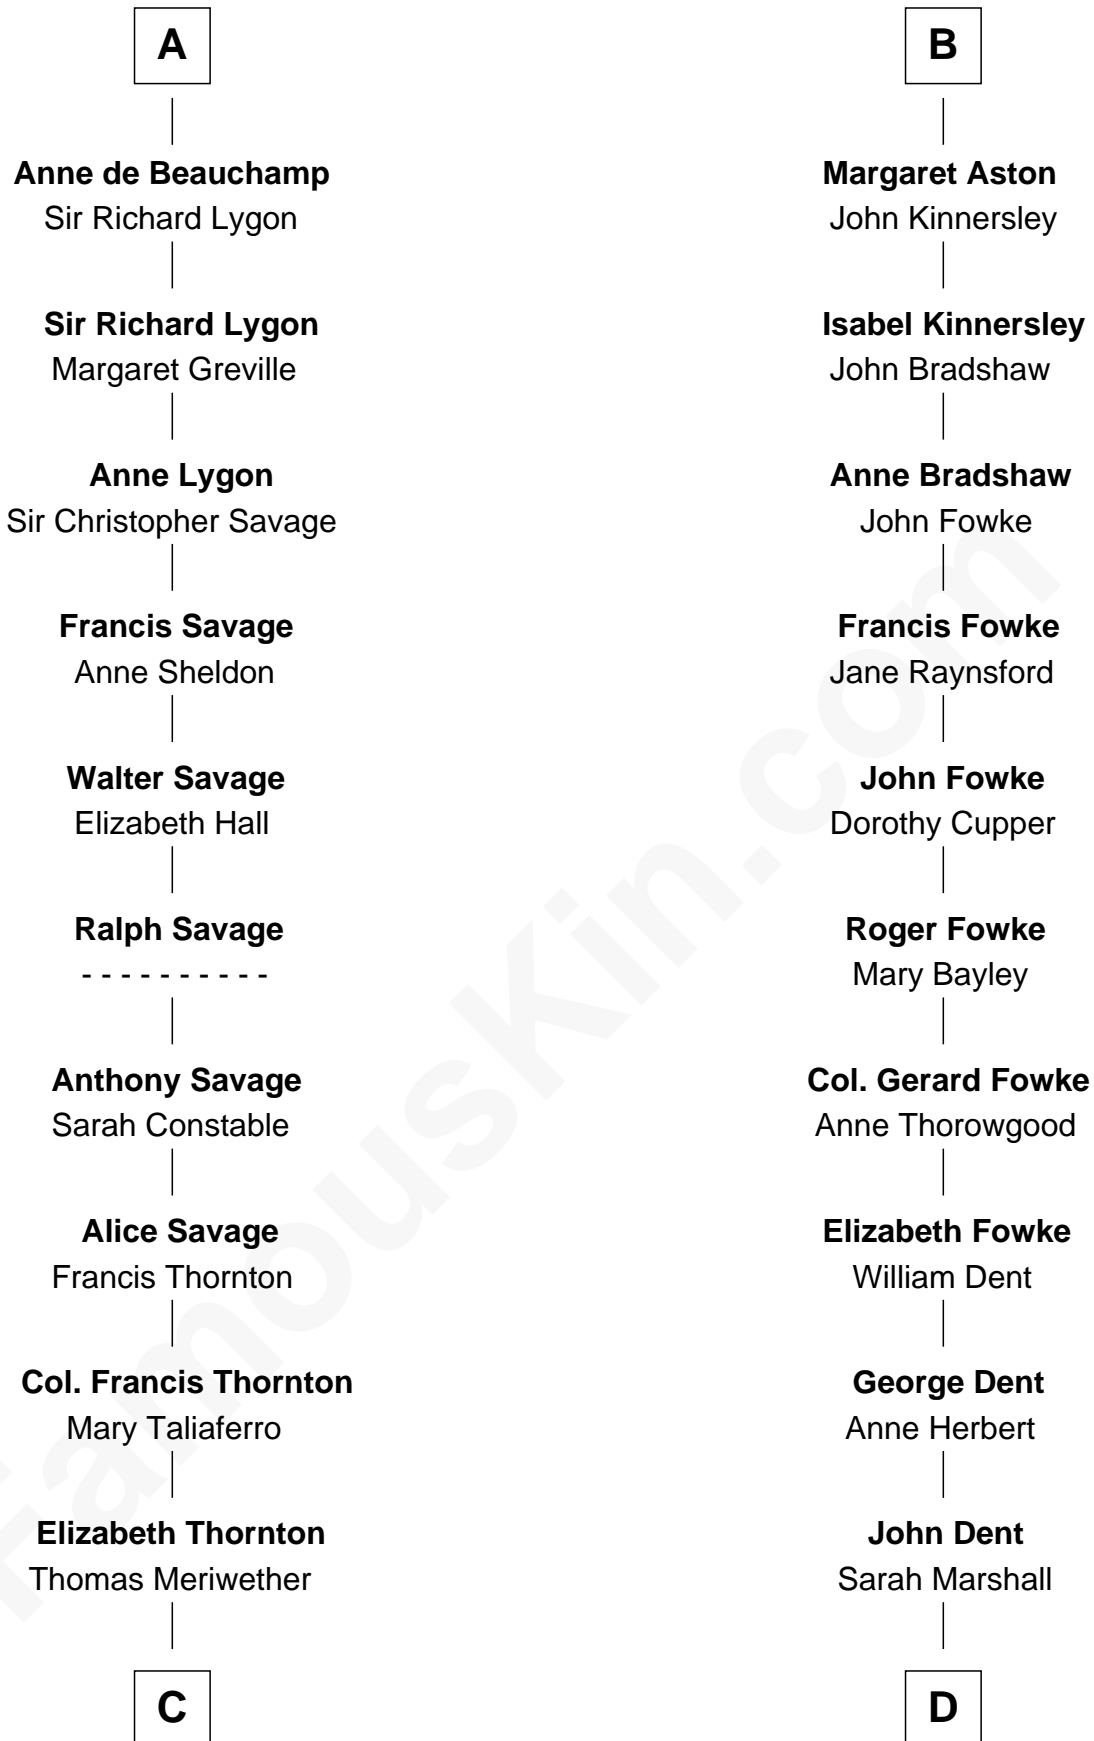 A
Anne de Beauchamp
Sir Richard Lygon
Sir Richard Lygon
Margaret Greville
Anne Lygon
Sir Christopher Savage
Francis Savage
Anne Sheldon
Walter Savage
Elizabeth Hall
Ralph Savage
- - - - - - - - - -
Anthony Savage
Sarah Constable
Alice Savage
Francis Thornton
Col. Francis Thornton
Mary Taliaferro
Elizabeth Thornton
Thomas Meriwether
C
B
Margaret Aston
John Kinnersley
Isabel Kinnersley
John Bradshaw
Anne Bradshaw
John Fowke
Francis Fowke
Jane Raynsford
John Fowke
Dorothy Cupper
Roger Fowke
Mary Bayley
Col. Gerard Fowke
Anne Thorowgood
Elizabeth Fowke
William Dent
George Dent
Anne Herbert
John Dent
Sarah Marshall
D
FamousKin.com